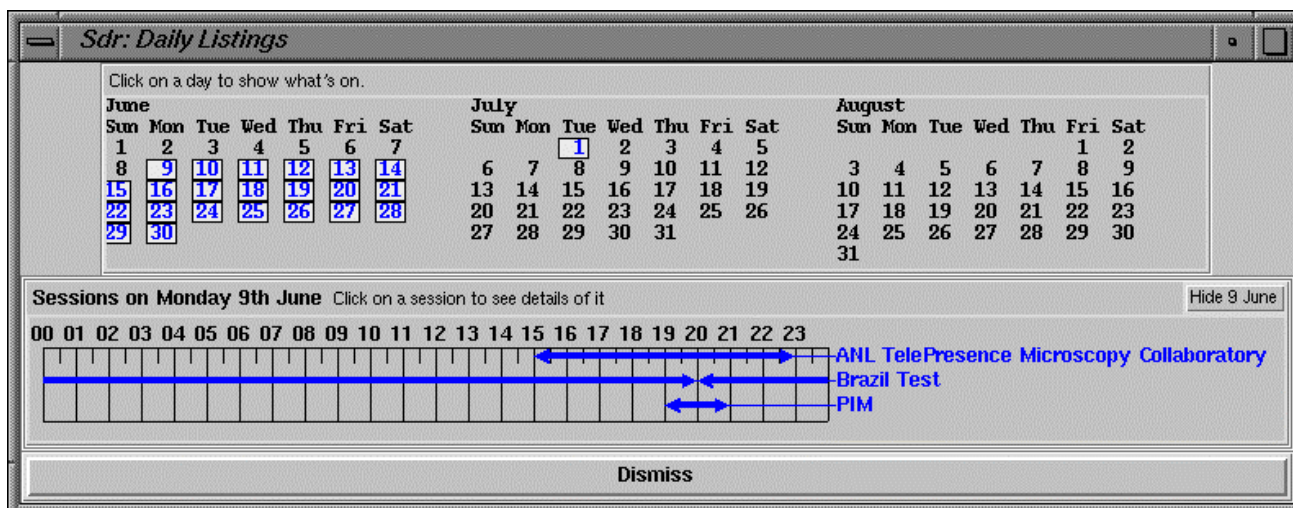 Sdr: Daily Listings
Click on a day to show what's on.
June July August
Sun Mon Tue Wed Thu Fri Sat Sun Mon Tue Wed Thu Fri Sat Sun Mon Tue Wed Thu Fri Sat
1 2 3 4 5 6 7 1 2 3 4 5 1 2
8 9 10 11 12 13 14 6 7 8 9 10 11 12 3 4 5 6 7 8 9
15 16 17 18 19 20 21 13 14 15 16 17 18 19 10 11 12 13 14 15 16
22 23 24 25 26 27 28 20 21 22 23 24 25 26 17 18 19 20 21 22 23
29 30 27 28 29 30 31 24 25 26 27 28 29 30
31
Sessions on Monday 9th June Click on a session to see details of it Hide 9 June
00 01 02 03 04 05 06 07 08 09 10 11 12 13 14 15 16 17 18 19 20 21 22 23
ANL TelePresence Microscopy Collaboratory
Brazil Test
PIM
Dismiss